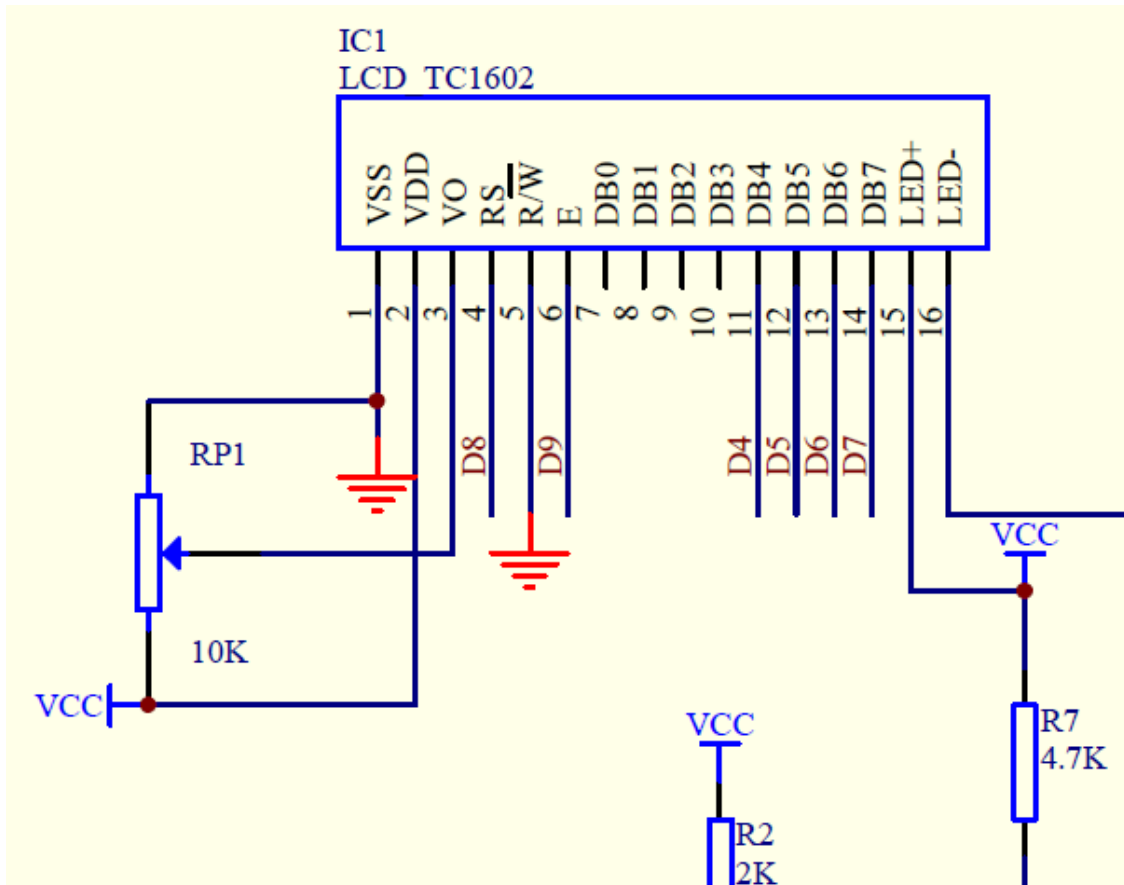 IC1
LCD TC1602
VSS
VDD
VO
RS
R/W
E
DB0
DB1
DB2
DB3
DB4
DB5
DB6
DB7
LED+
LED-
1
2
3
4
5
6
7
8
9
10
11
12
13
14
15
16
RP1
D8
D9
D4
D5
D6
D7
VCC
10K
VCC
VCC
R7
4.7K
R2
2K